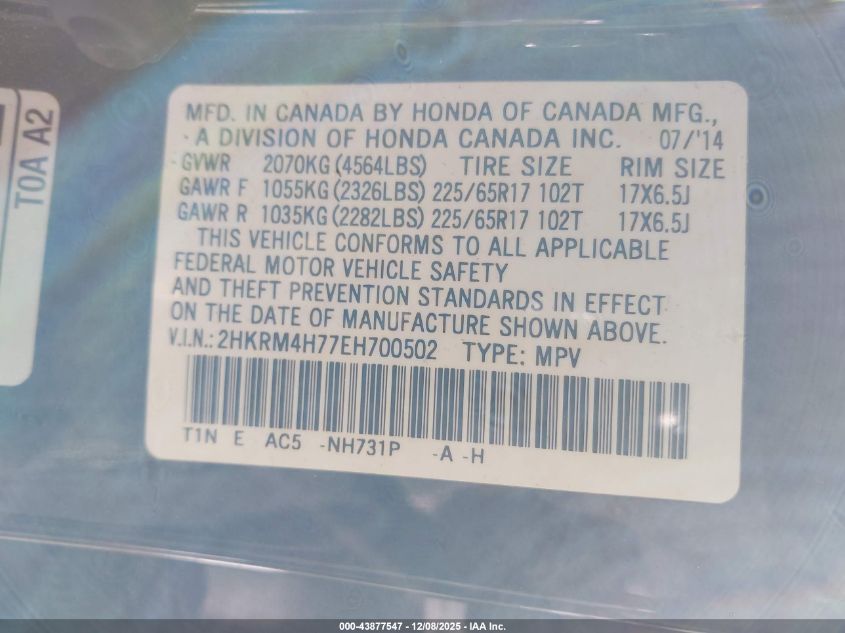 T0A A2
MFD. IN CANADA BY HONDA OF CANADA MFG.,
A DIVISION OF HONDA CANADA INC. 07/'14
GVWR 2070KG (4564LBS) TIRE SIZE RIM SIZE
GAWR F 1055KG (2326LBS) 225/65R17 102T 17X6.5J
GAWR R 1035KG (2282LBS) 225/65R17 102T 17X6.5J
THIS VEHICLE CONFORMS TO ALL APPLICABLE
FEDERAL MOTOR VEHICLE SAFETY
AND THEFT PREVENTION STANDARDS IN EFFECT
ON THE DATE OF MANUFACTURE SHOWN ABOVE.
V.I.N.: 2HKRM4H77EH700502 TYPE: MPV
T1N E AC5 -NH731P -A -H
000-43877547 - 12/08/2025 - IAA Inc.